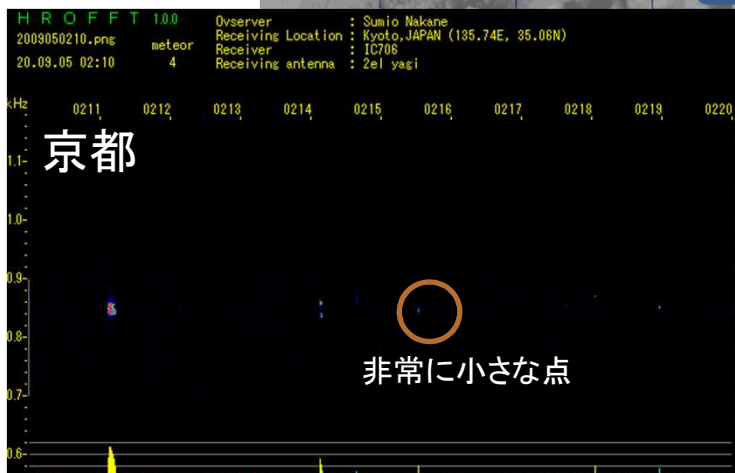 H R O F F T 1.0.0
2009050210.png
meteor
20.09.05 02:10
4
Ovserver : Sumio Nakane
Receiving Location : Kyoto,JAPAN (135.74E, 35.06N)
Receiver : IC706
Receiving antenna : 2el yagi
kHz 0211 0212 0213 0214 0215 0216 0217 0218 0219 0220
京都
1.1
1.0
0.9
0.8
非常に小さな点
0.7
0.6